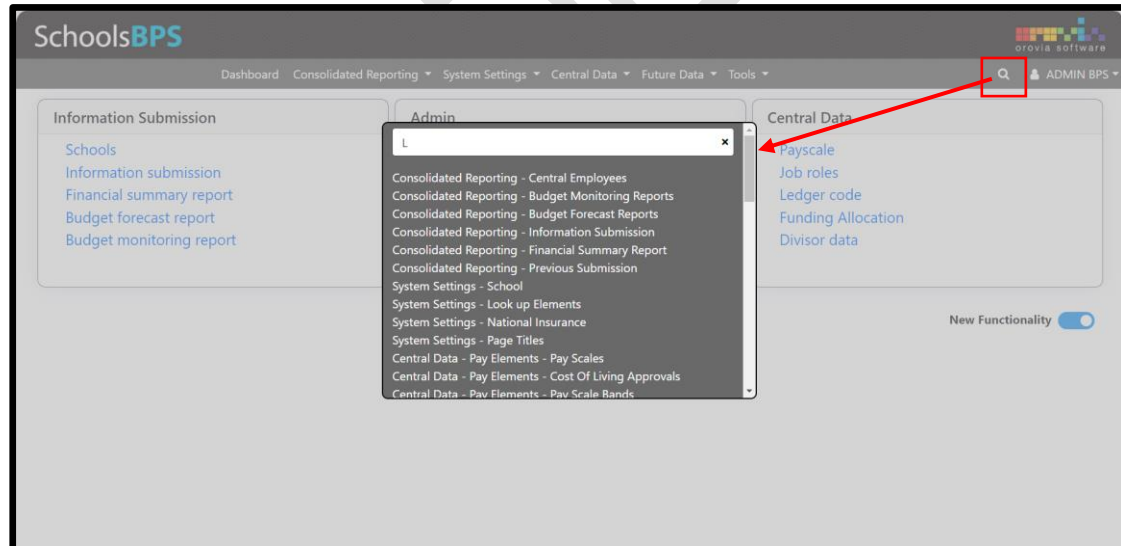 SchoolsBPS
orovia software
Dashboard Consolidated Reporting System Settings Central Data Future Data Tools ADMIN BPS
Information Submission
Schools
Information submission
Financial summary report
Budget forecast report
Budget monitoring report
Admin
L
Consolidated Reporting - Central Employees
Consolidated Reporting - Budget Monitoring Reports
Consolidated Reporting - Budget Forecast Reports
Consolidated Reporting - Information Submission
Consolidated Reporting - Financial Summary Report
Consolidated Reporting - Previous Submission
System Settings - School
System Settings - Look up Elements
System Settings - National Insurance
System Settings - Page Titles
Central Data - Pay Elements - Pay Scales
Central Data - Pay Elements - Cost Of Living Approvals
Central Data - Pay Elements - Pay Scale Bands
Central Data
Payscale
Job roles
Ledger code
Funding Allocation
Divisor data
New Functionality